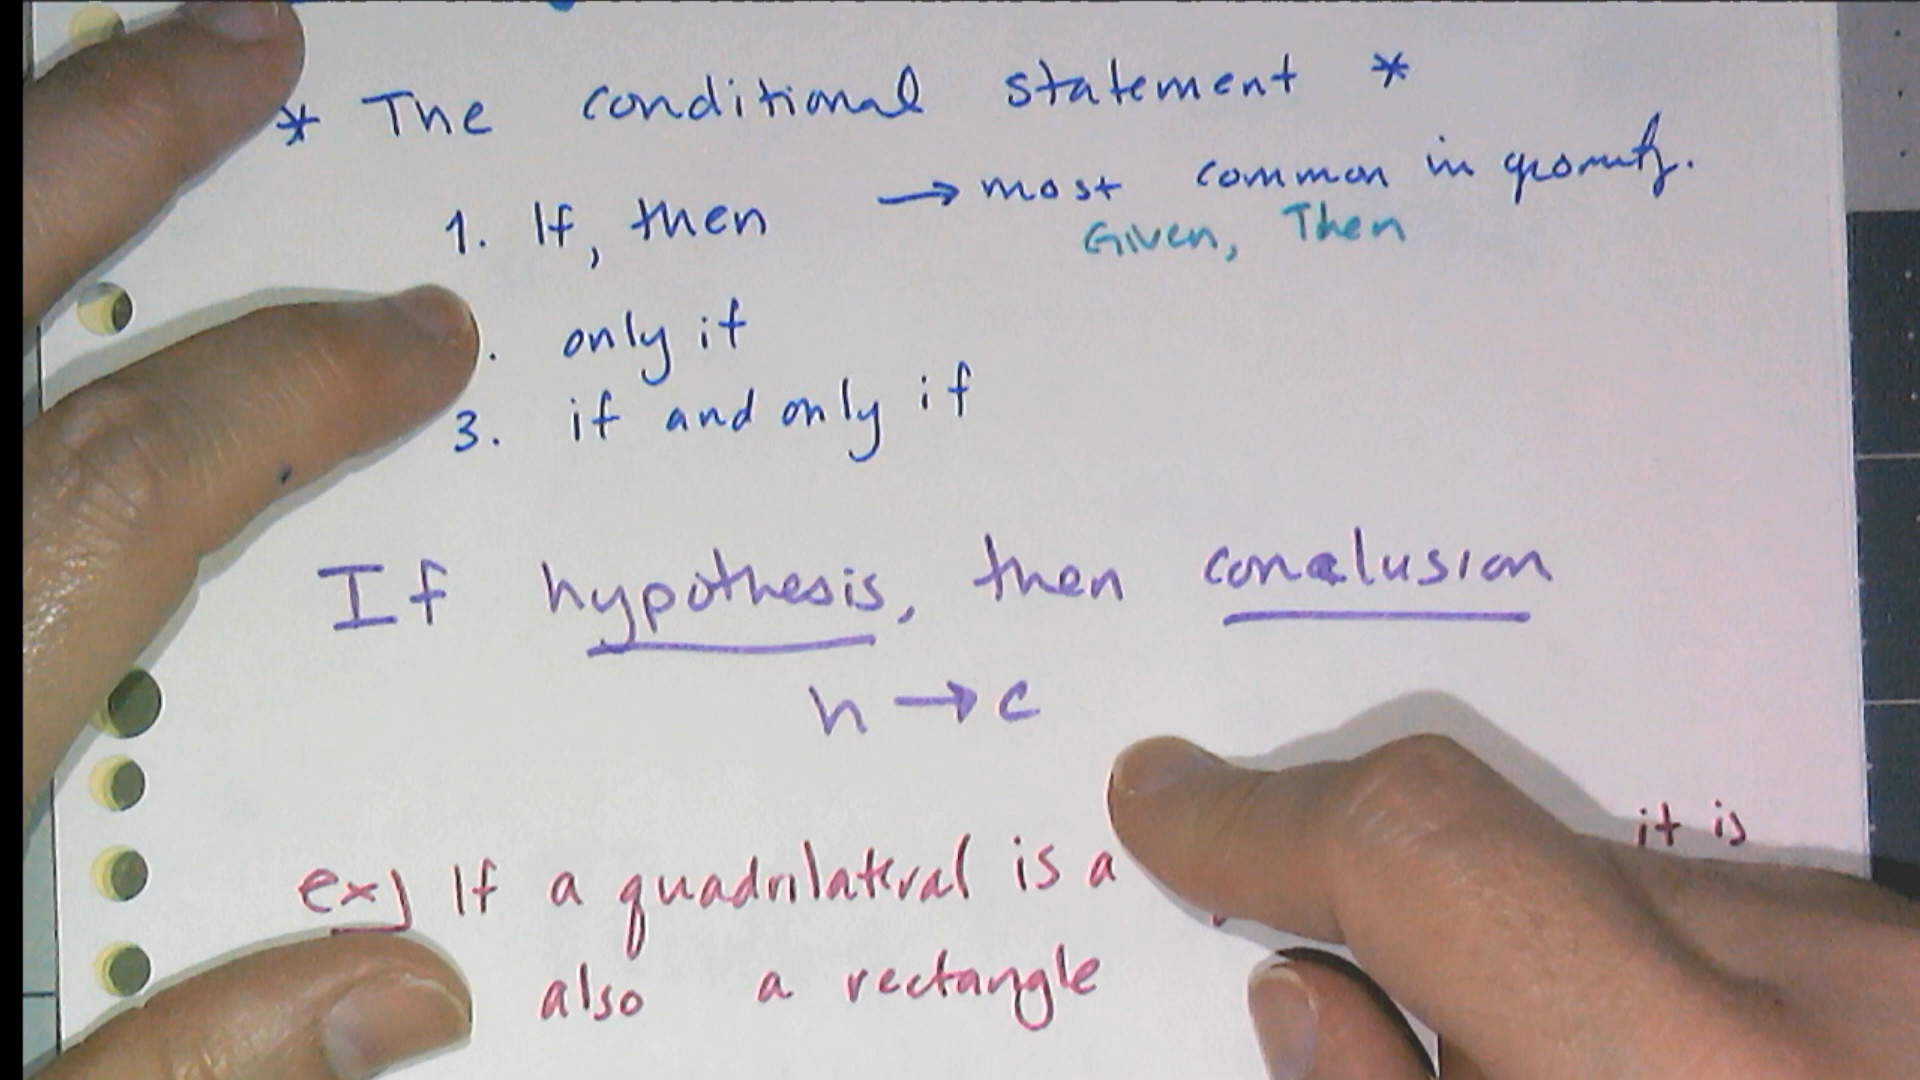 * The conditional statement *
1. If, then → most common in geometry.
Given, Then
. only if
3. if and only if
If hypothesis, then conclusion
h → c
ex) If a quadrilateral is a it is
also a rectangle